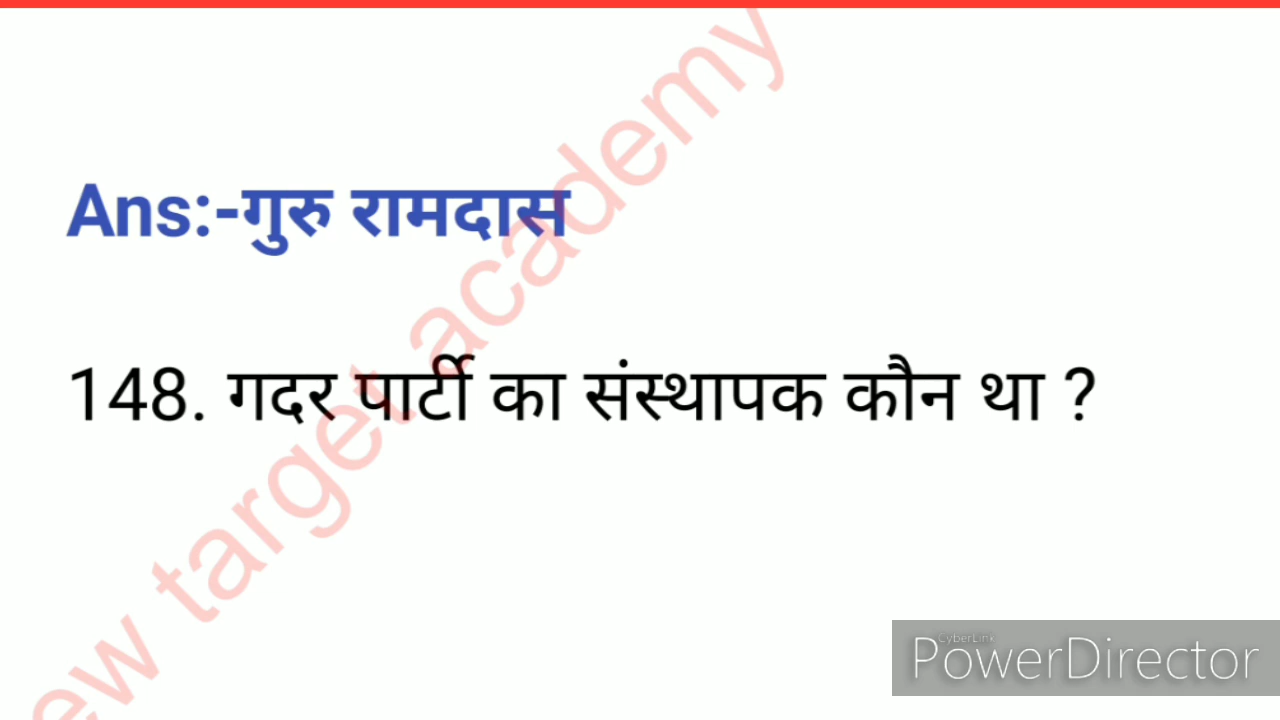 Ans:-गुरु रामदास
148. गदर पार्टी का संस्थापक कौन था ?
ew target academy
CyberLink
PowerDirector